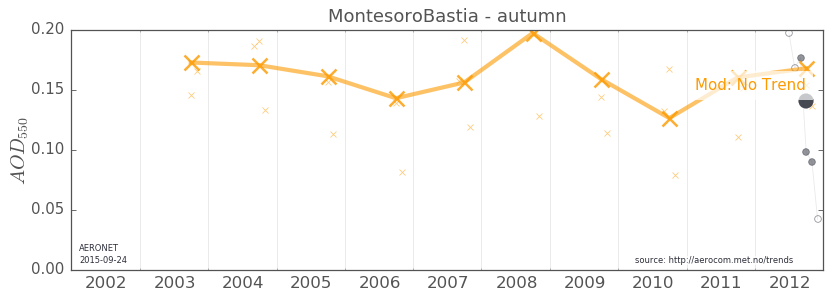 MontesoroBastia - autumn
0.20
0.15
0.10
0.05
0.00
AOD550
Mod: No Trend
AERONET
2015-09-24
source: http://aerocom.met.no/trends
2002 2003 2004 2005 2006 2007 2008 2009 2010 2011 2012